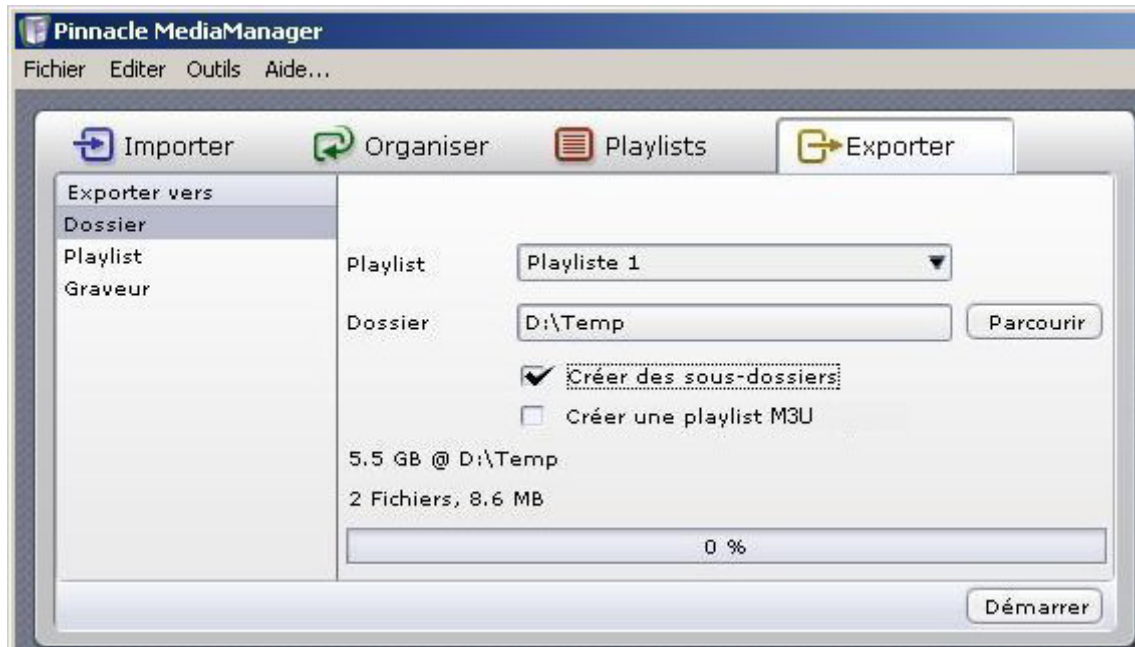 Pinnacle MediaManager
Fichier Editer Outils Aide...
Importer Organiser Playlists Exporter
Exporter vers
Dossier
Playlist
Graveur
Playlist Playliste 1
Dossier D:\Temp Parcourir
Créer des sous-dossiers
Créer une playlist M3U
5.5 GB @ D:\Temp
2 Fichiers, 8.6 MB
0 %
Démarrer